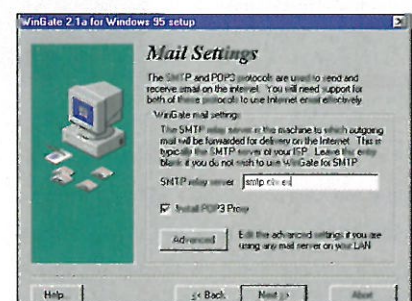 WinGate 2.1a for Windows 95 setup
Mail Settings
The SMTP and POP3 protocols are used to send and
receive email on the internet. You will need support for
both of these protocols to use Internet email effectively.
WinGate mail settings
The SMTP relay server is the machine to which outgoing
mail will be forwarded for delivery on the Internet. This is
typically the SMTP server of your ISP. Leave this entry
blank if you do not wish to use WinGate for SMTP.
SMTP relay server
Install POP3 Proxy
Advanced
Edit the advanced settings if you are
using any mail server on your LAN
Help...
<< Back
Next >>
Abort